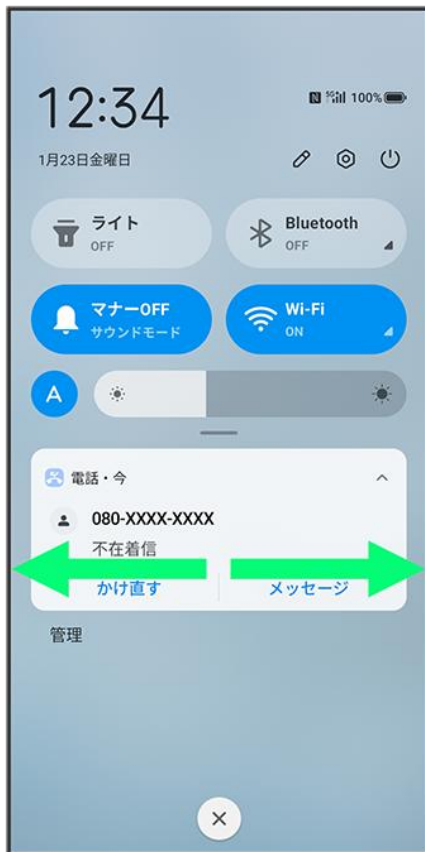 12:34
5G 100%
1月23日金曜日
ライト
OFF
Bluetooth
OFF
マナーOFF
サウンドモード
Wi-Fi
ON
A
電話・今
080-XXXX-XXXX
不在着信
かけ直す
メッセージ
管理